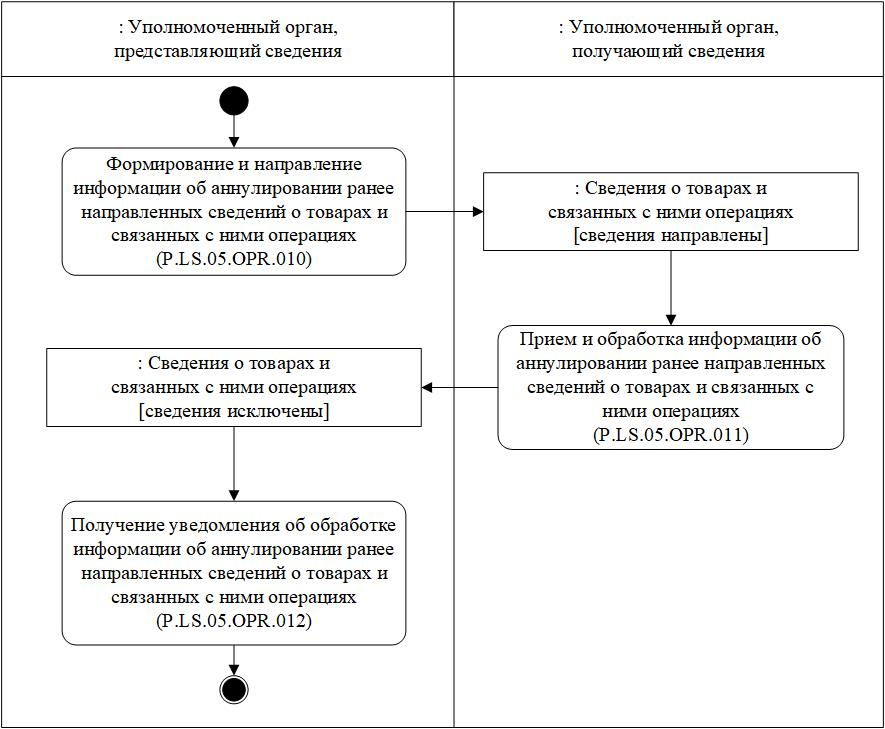 : Уполномоченный орган,
представляющий сведения
: Уполномоченный орган,
получающий сведения
Формирование и направление
информации об аннулировании ранее
направленных сведений о товарах и
связанных с ними операциях
(P.LS.05.OPR.010)
: Сведения о товарах и
связанных с ними операциях
[сведения направлены]
Прием и обработка информации об
аннулировании ранее направленных
сведений о товарах и связанных с
ними операциях
(P.LS.05.OPR.011)
: Сведения о товарах и
связанных с ними операциях
[сведения исключены]
Получение уведомления об обработке
информации об аннулировании ранее
направленных сведений о товарах и
связанных с ними операциях
(P.LS.05.OPR.012)